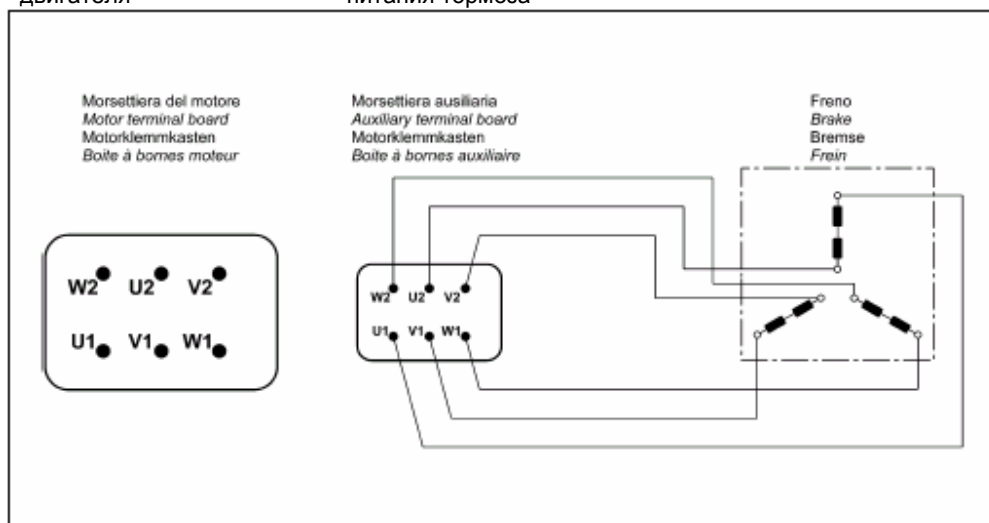 двигателя питания тормоза
Morsettiera del motore
Motor terminal board
Motorklemmkasten
Boite à bornes moteur
Morsettiera ausiliaria
Auxiliary terminal board
Motorklemmkasten
Boite à bornes auxiliaire
Freno
Brake
Bremse
Frein
W2 U2 V2
U1 V1 W1
W2 U2 V2
U1 V1 W1